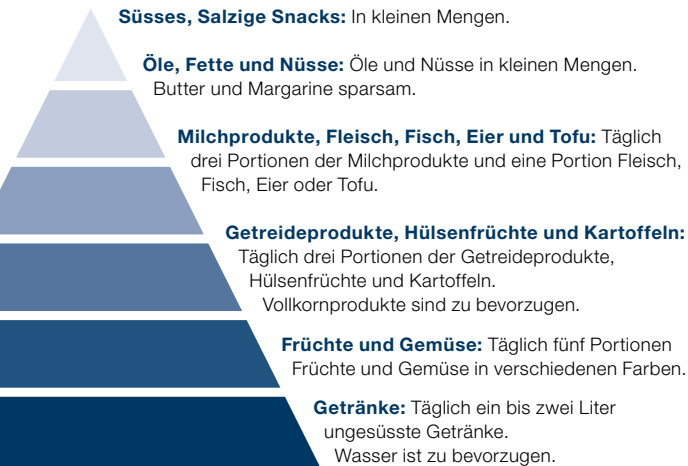 Süsses, Salzige Snacks: In kleinen Mengen.
Öle, Fette und Nüsse: Öle und Nüsse in kleinen Mengen.
Butter und Margarine sparsam.
Milchprodukte, Fleisch, Fisch, Eier und Tofu: Täglich
drei Portionen der Milchprodukte und eine Portion Fleisch,
Fisch, Eier oder Tofu.
Getreideprodukte, Hülsenfrüchte und Kartoffeln:
Täglich drei Portionen der Getreideprodukte,
Hülsenfrüchte und Kartoffeln.
Vollkornprodukte sind zu bevorzugen.
Früchte und Gemüse: Täglich fünf Portionen
Früchte und Gemüse in verschiedenen Farben.
Getränke: Täglich ein bis zwei Liter
ungesüsste Getränke.
Wasser ist zu bevorzugen.